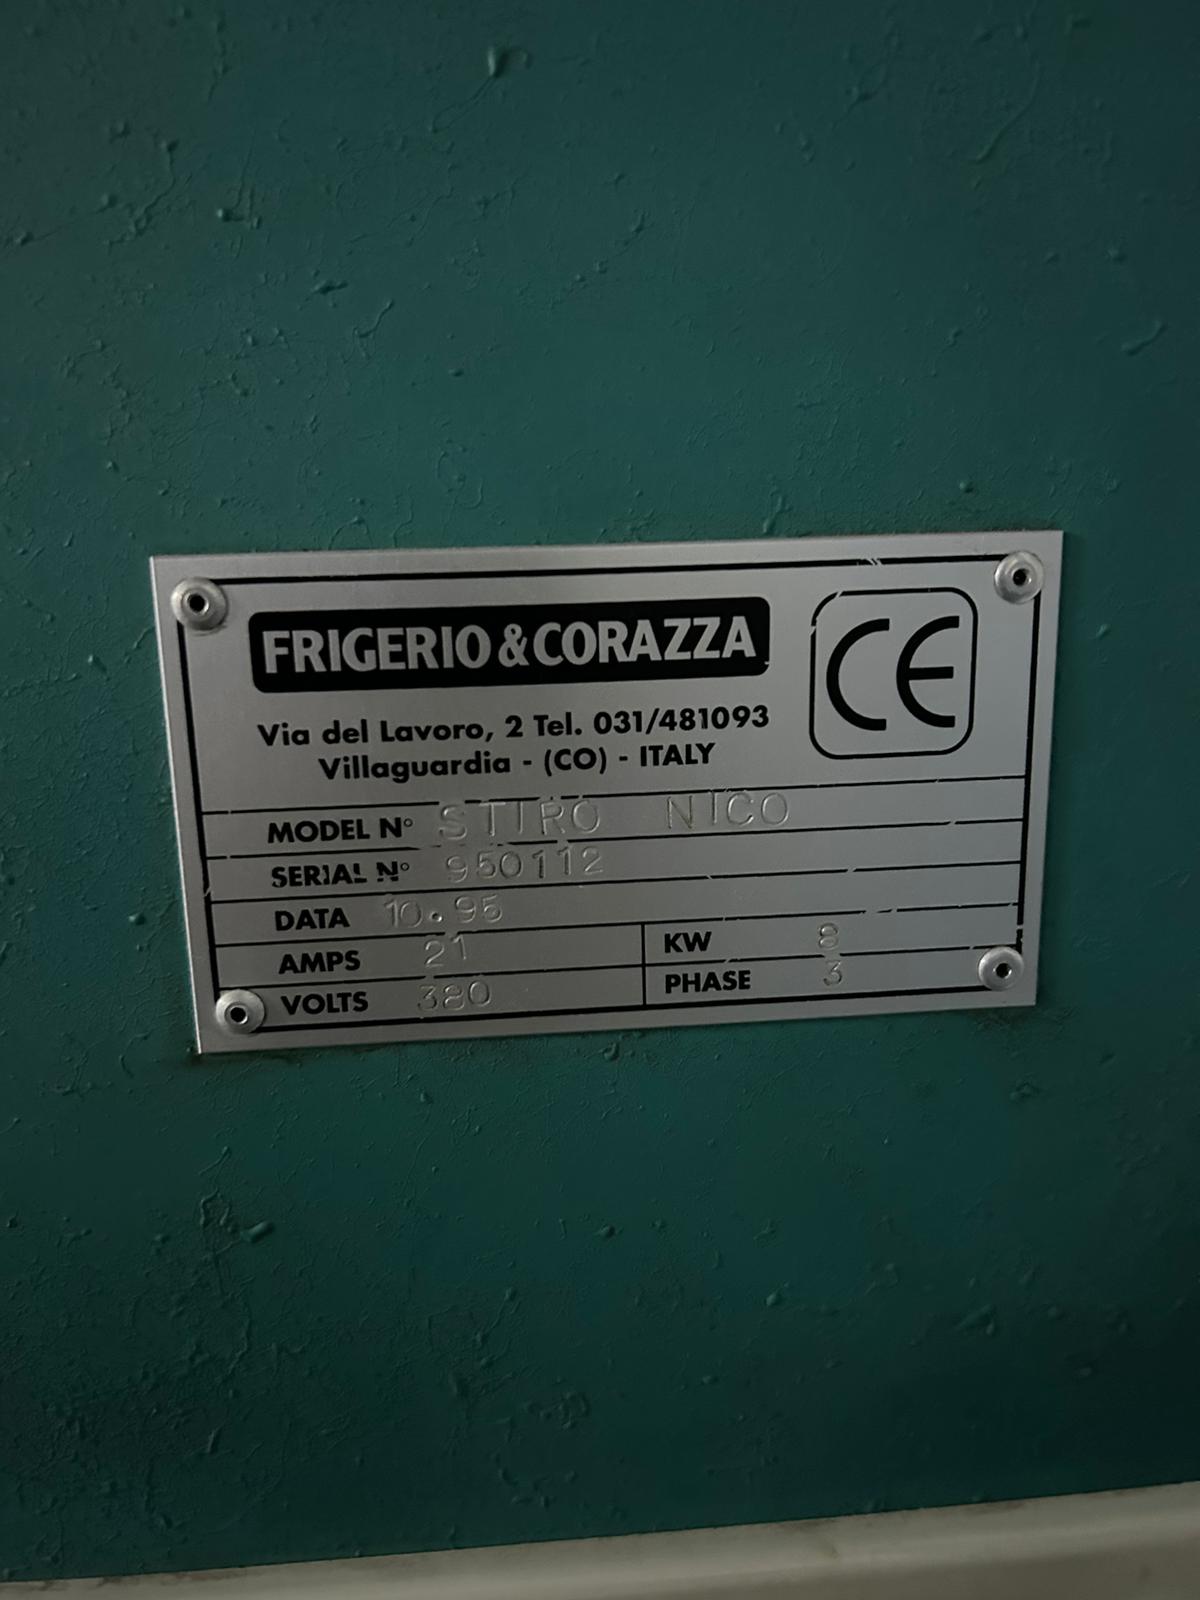 FRIGERIO & CORAZZA
CE
Via del Lavoro, 2 Tel. 031/481093
Villaguardia - (CO) - ITALY
MODEL N° STIRO NICO
SERIAL N° 950112
DATA 10.95
AMPS 21 KW 8
VOLTS 380 PHASE 3